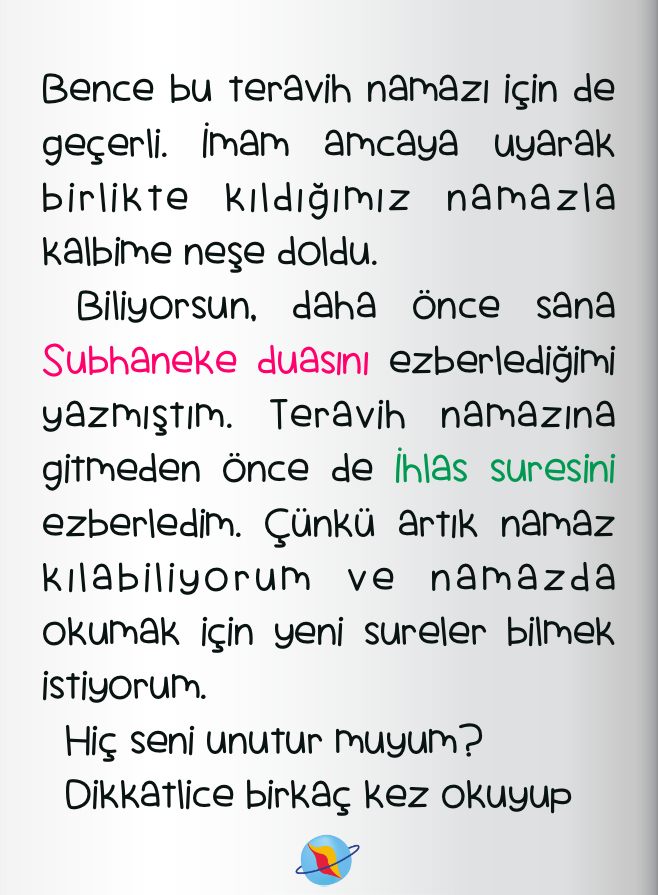 Bence bu teravih namazı için de
geçerli. İmam amcaya uyarak
birlikte kıldığımız namazla
kalbime neşe doldu.
Biliyorsun, daha önce sana
Subhaneke duasını ezberlediğimi
yazmıştım. Teravih namazına
gitmeden önce de İhlas suresini
ezberledim. Çünkü artık namaz
kılabiliyorum ve namazda
okumak için yeni sureler bilmek
istiyorum.
Hiç seni unutur muyum?
Dikkatlice birkaç kez okuyup